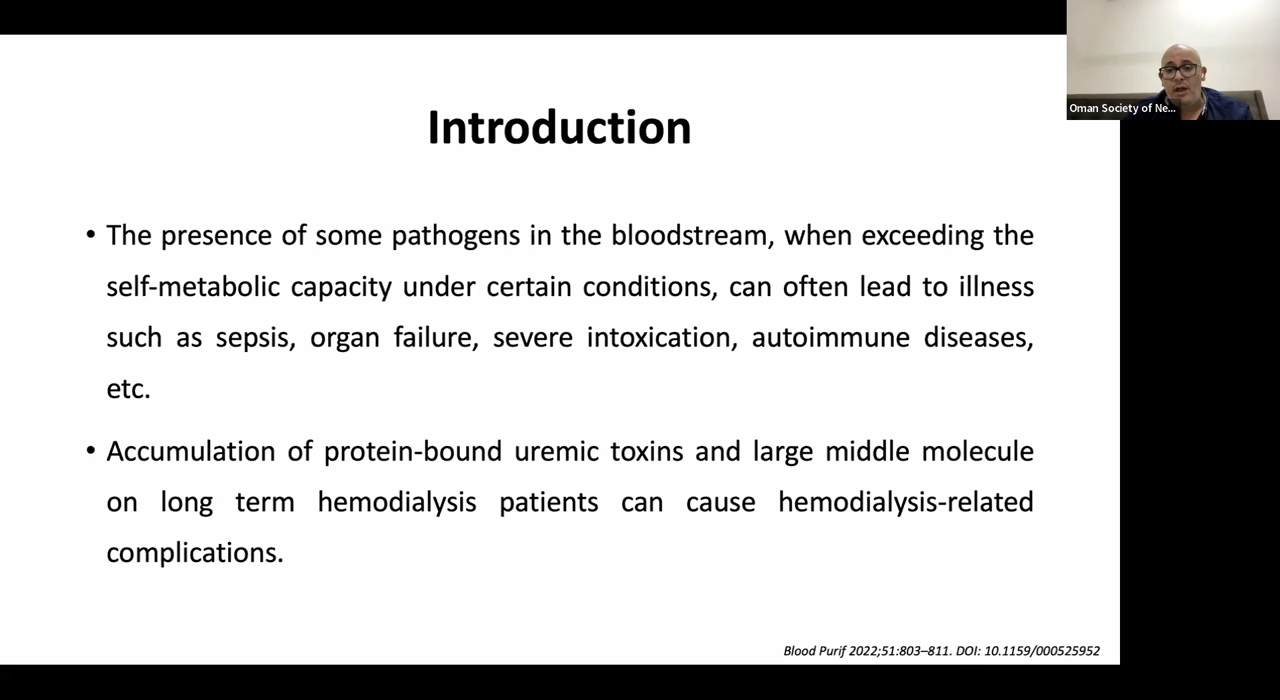 Oman Society of Ne...
Introduction
• The presence of some pathogens in the bloodstream, when exceeding the
self-metabolic capacity under certain conditions, can often lead to illness
such as sepsis, organ failure, severe intoxication, autoimmune diseases,
etc.
• Accumulation of protein-bound uremic toxins and large middle molecule
on long term hemodialysis patients can cause hemodialysis-related
complications.
Blood Purif 2022;51:803–811. DOI: 10.1159/000525952